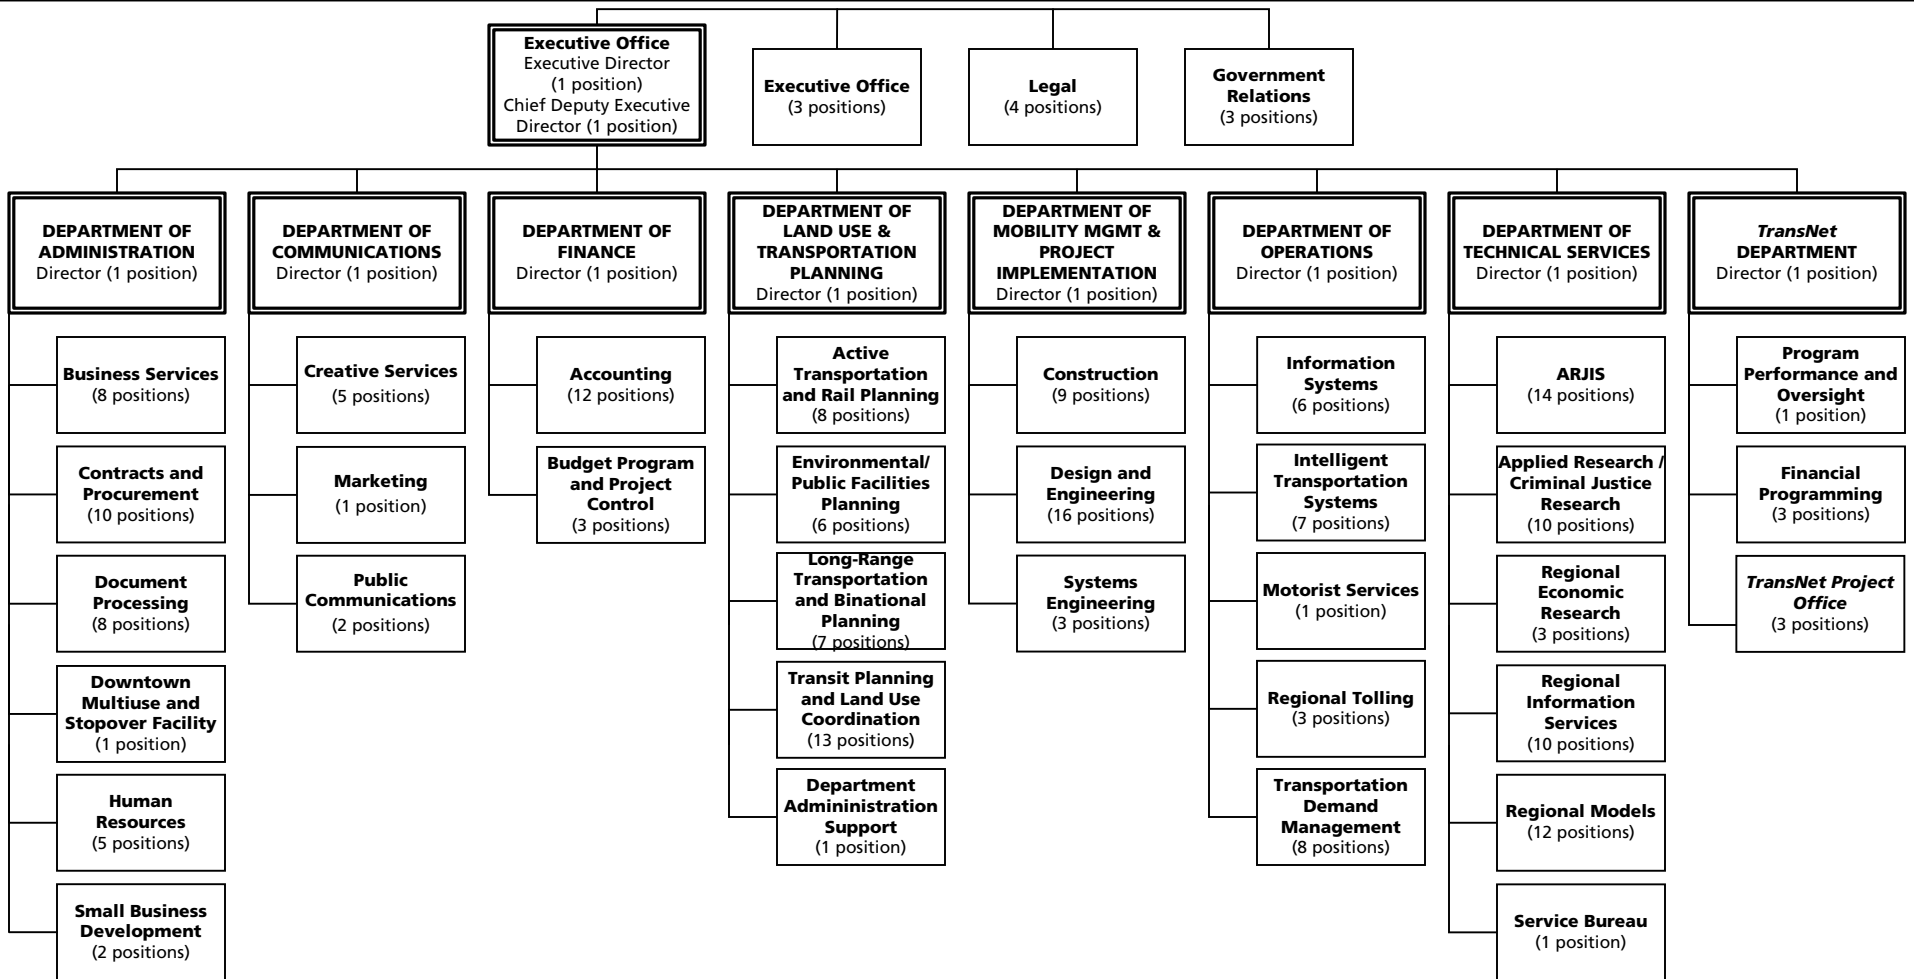 Executive Office
Executive Director
(1 position)
Chief Deputy Executive
Director (1 position)
Executive Office
(3 positions)
Legal
(4 positions)
Government
Relations
(3 positions)
DEPARTMENT OF
ADMINISTRATION
Director (1 position)
DEPARTMENT OF
COMMUNICATIONS
Director (1 position)
DEPARTMENT OF
FINANCE
Director (1 position)
DEPARTMENT OF
LAND USE &
TRANSPORTATION
PLANNING
Director (1 position)
DEPARTMENT OF
MOBILITY MGMT &
PROJECT
IMPLEMENTATION
Director (1 position)
DEPARTMENT OF
OPERATIONS
Director (1 position)
DEPARTMENT OF
TECHNICAL SERVICES
Director (1 position)
TransNet
DEPARTMENT
Director (1 position)
Business Services
(8 positions)
Contracts and
Procurement
(10 positions)
Document
Processing
(8 positions)
Downtown
Multiuse and
Stopover Facility
(1 position)
Human
Resources
(5 positions)
Small Business
Development
(2 positions)
Creative Services
(5 positions)
Marketing
(1 position)
Public
Communications
(2 positions)
Accounting
(12 positions)
Budget Program
and Project
Control
(3 positions)
Active
Transportation
and Rail Planning
(8 positions)
Environmental/
Public Facilities
Planning
(6 positions)
Long-Range
Transportation
and Binational
Planning
(7 positions)
Transit Planning
and Land Use
Coordination
(13 positions)
Department
Admininistration
Support
(1 position)
Construction
(9 positions)
Design and
Engineering
(16 positions)
Systems
Engineering
(3 positions)
Information
Systems
(6 positions)
Intelligent
Transportation
Systems
(7 positions)
Motorist Services
(1 position)
Regional Tolling
(3 positions)
Transportation
Demand
Management
(8 positions)
ARJIS
(14 positions)
Applied Research /
Criminal Justice
Research
(10 positions)
Regional
Economic
Research
(3 positions)
Regional
Information
Services
(10 positions)
Regional Models
(12 positions)
Service Bureau
(1 position)
Program
Performance and
Oversight
(1 position)
Financial
Programming
(3 positions)
TransNet Project
Office
(3 positions)